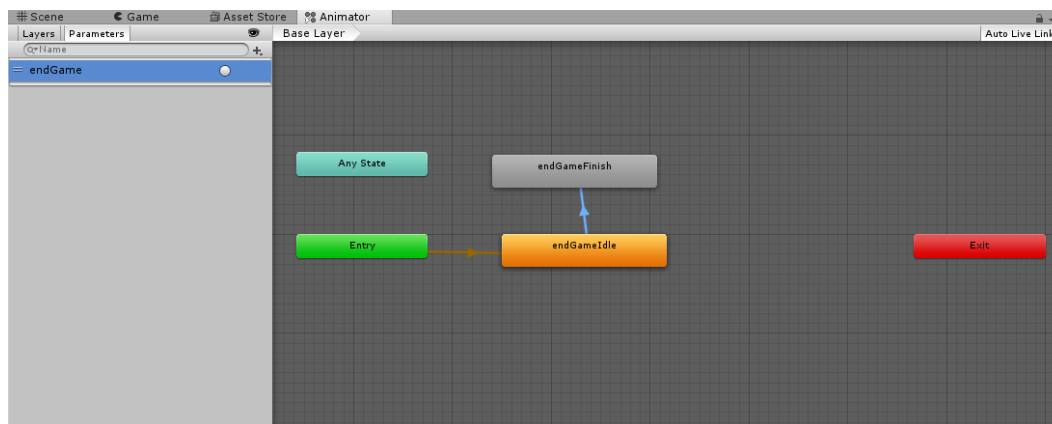 Scene Game Asset Store Animator
Layers Parameters Base Layer Auto Live Link
Name
endGame
Any State endGameFinish
Entry endGameIdle Exit